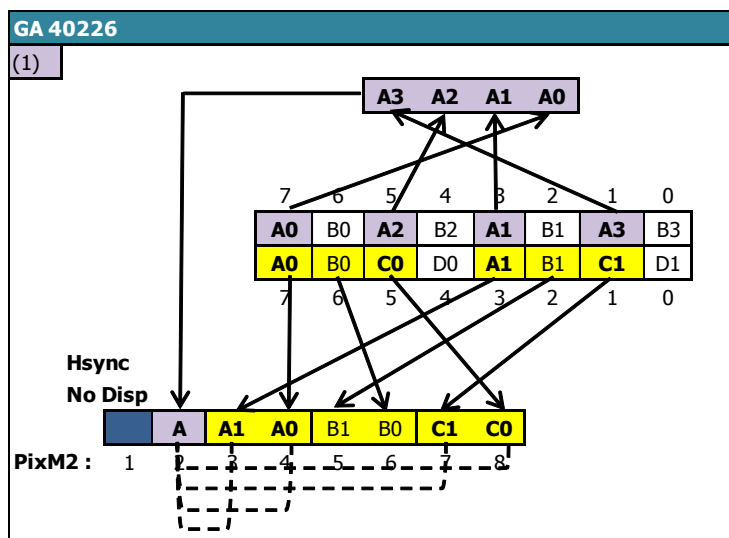 GA 40226
(1)
A3 A2 A1 A0
7 6 5 4 3 2 1 0
A0 B0 A2 B2 A1 B1 A3 B3
A0 B0 C0 D0 A1 B1 C1 D1
7 6 5 4 3 2 1 0
Hsync
No Disp
A A1 A0 B1 B0 C1 C0
PixM2 : 1 2 3 4 5 6 7 8